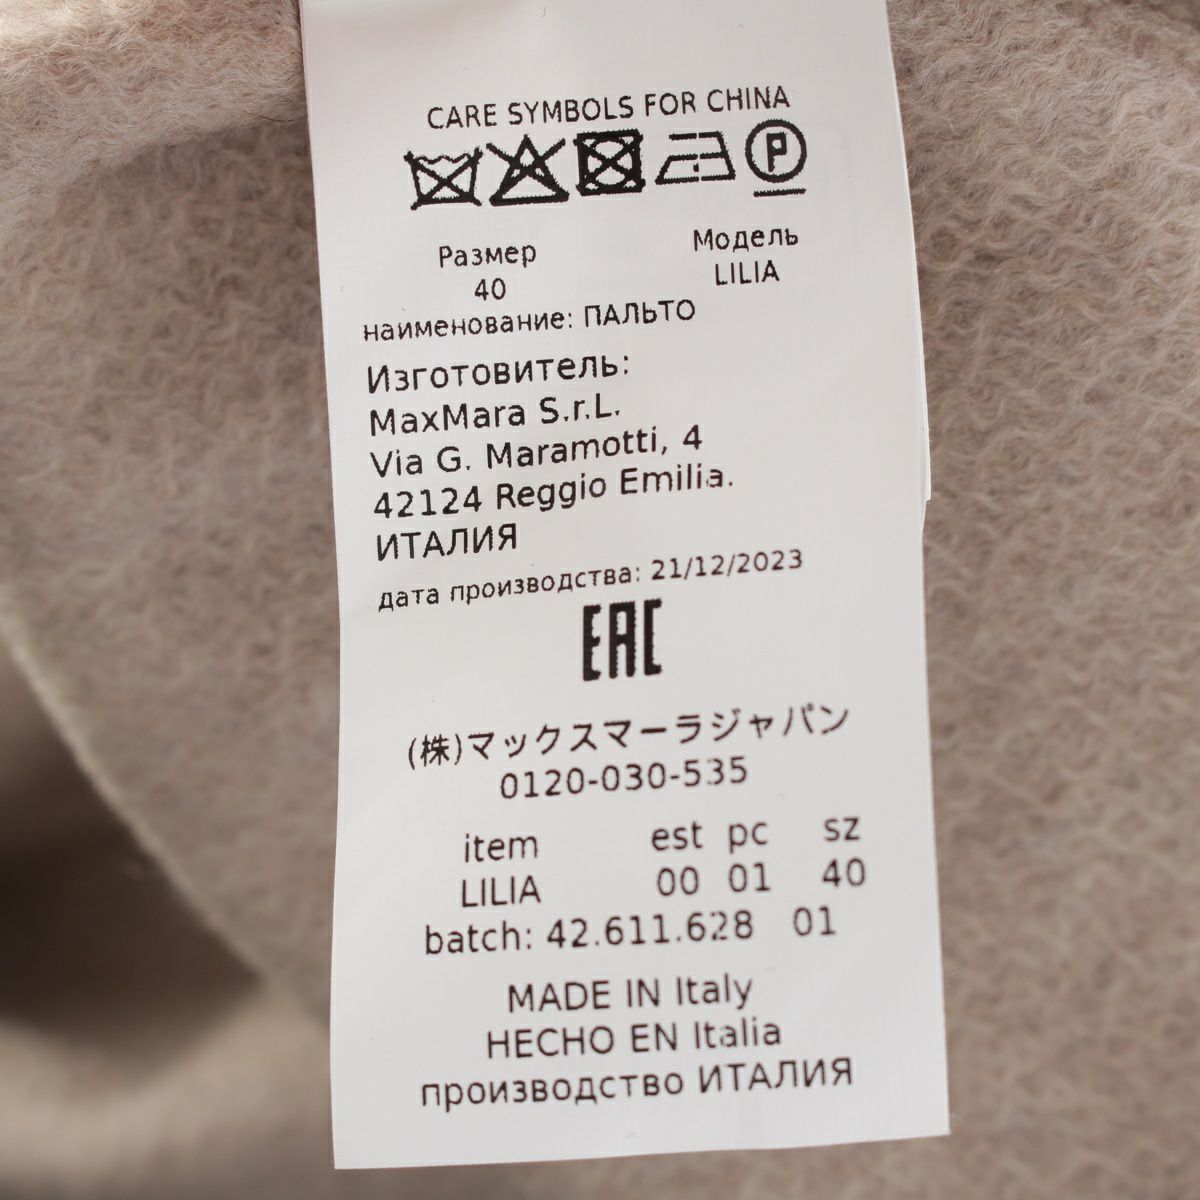 CARE SYMBOLS FOR CHINA
P
Размер Модель
40 LILIA
наименование: ПАЛЬТО
Изготовитель:
MaxMara S.r.L.
Via G. Maramotti, 4
42124 Reggio Emilia.
ИТАЛИЯ
дата производства: 21/12/2023
EAC
(株)マックスマーラジャパン
0120-030-535
item est pc sz
LILIA 00 01 40
batch: 42.611.628 01
MADE IN Italy
HECHO EN Italia
производство ИТАЛИЯ